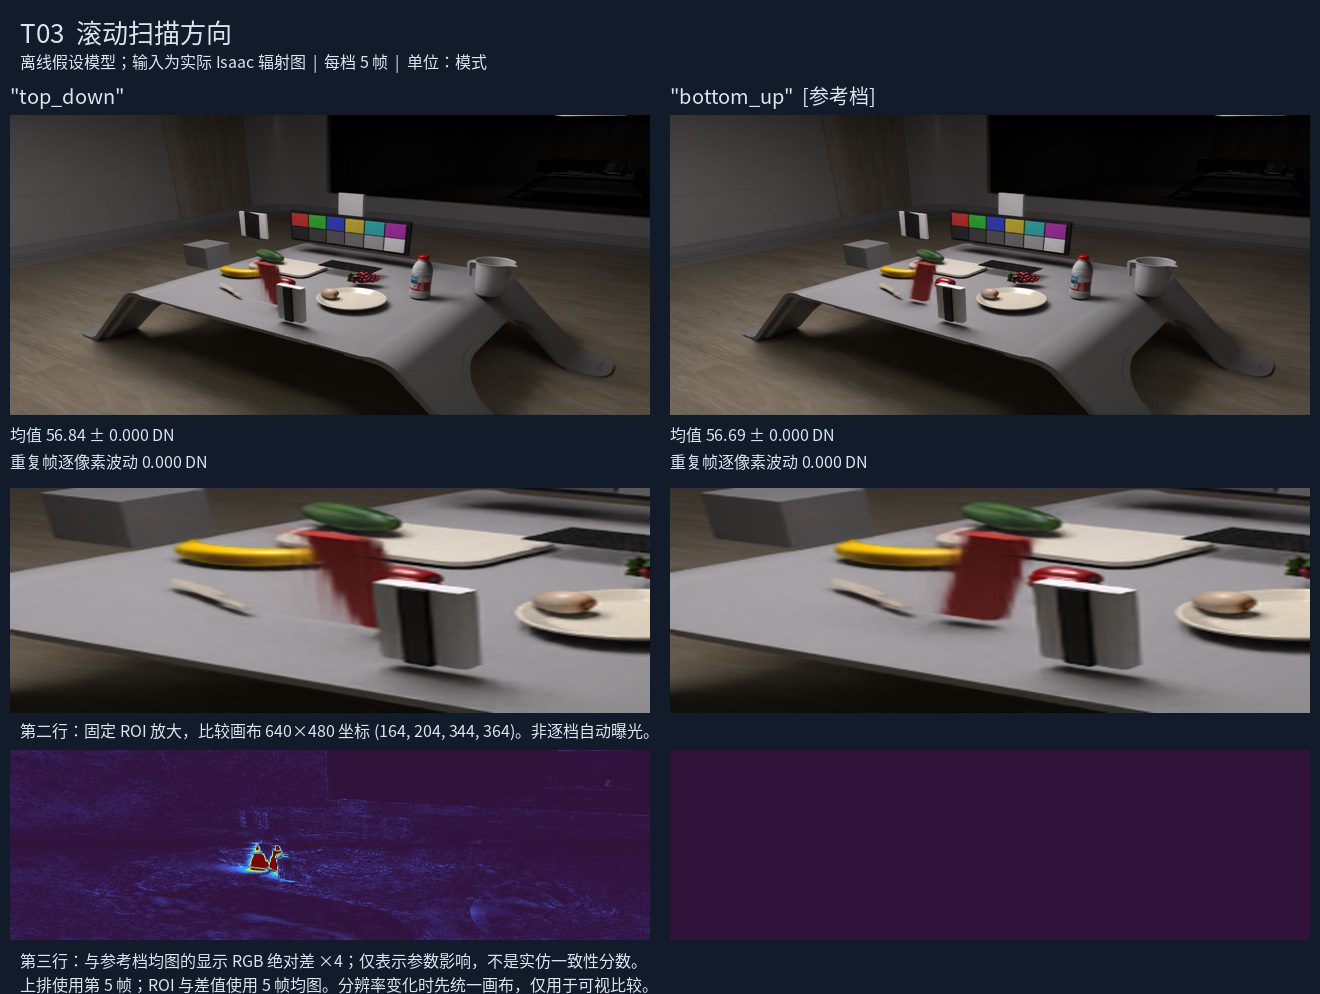 T03 滚动扫描方向
离线假设模型；输入为实际 Isaac 辐射图 | 每档 5 帧 | 单位：模式
"top_down"
"bottom_up" [参考档]
均值 56.84 ± 0.000 DN
均值 56.69 ± 0.000 DN
重复帧逐像素波动 0.000 DN
重复帧逐像素波动 0.000 DN
第二行：固定 ROI 放大，比较画布 640×480 坐标 (164, 204, 344, 364)。非逐档自动曝光。
第三行：与参考档均图的显示 RGB 绝对差 ×4；仅表示参数影响，不是实仿一致性分数。
上排使用第 5 帧；ROI 与差值使用 5 帧均图。分辨率变化时先统一画布，仅用于可视比较。